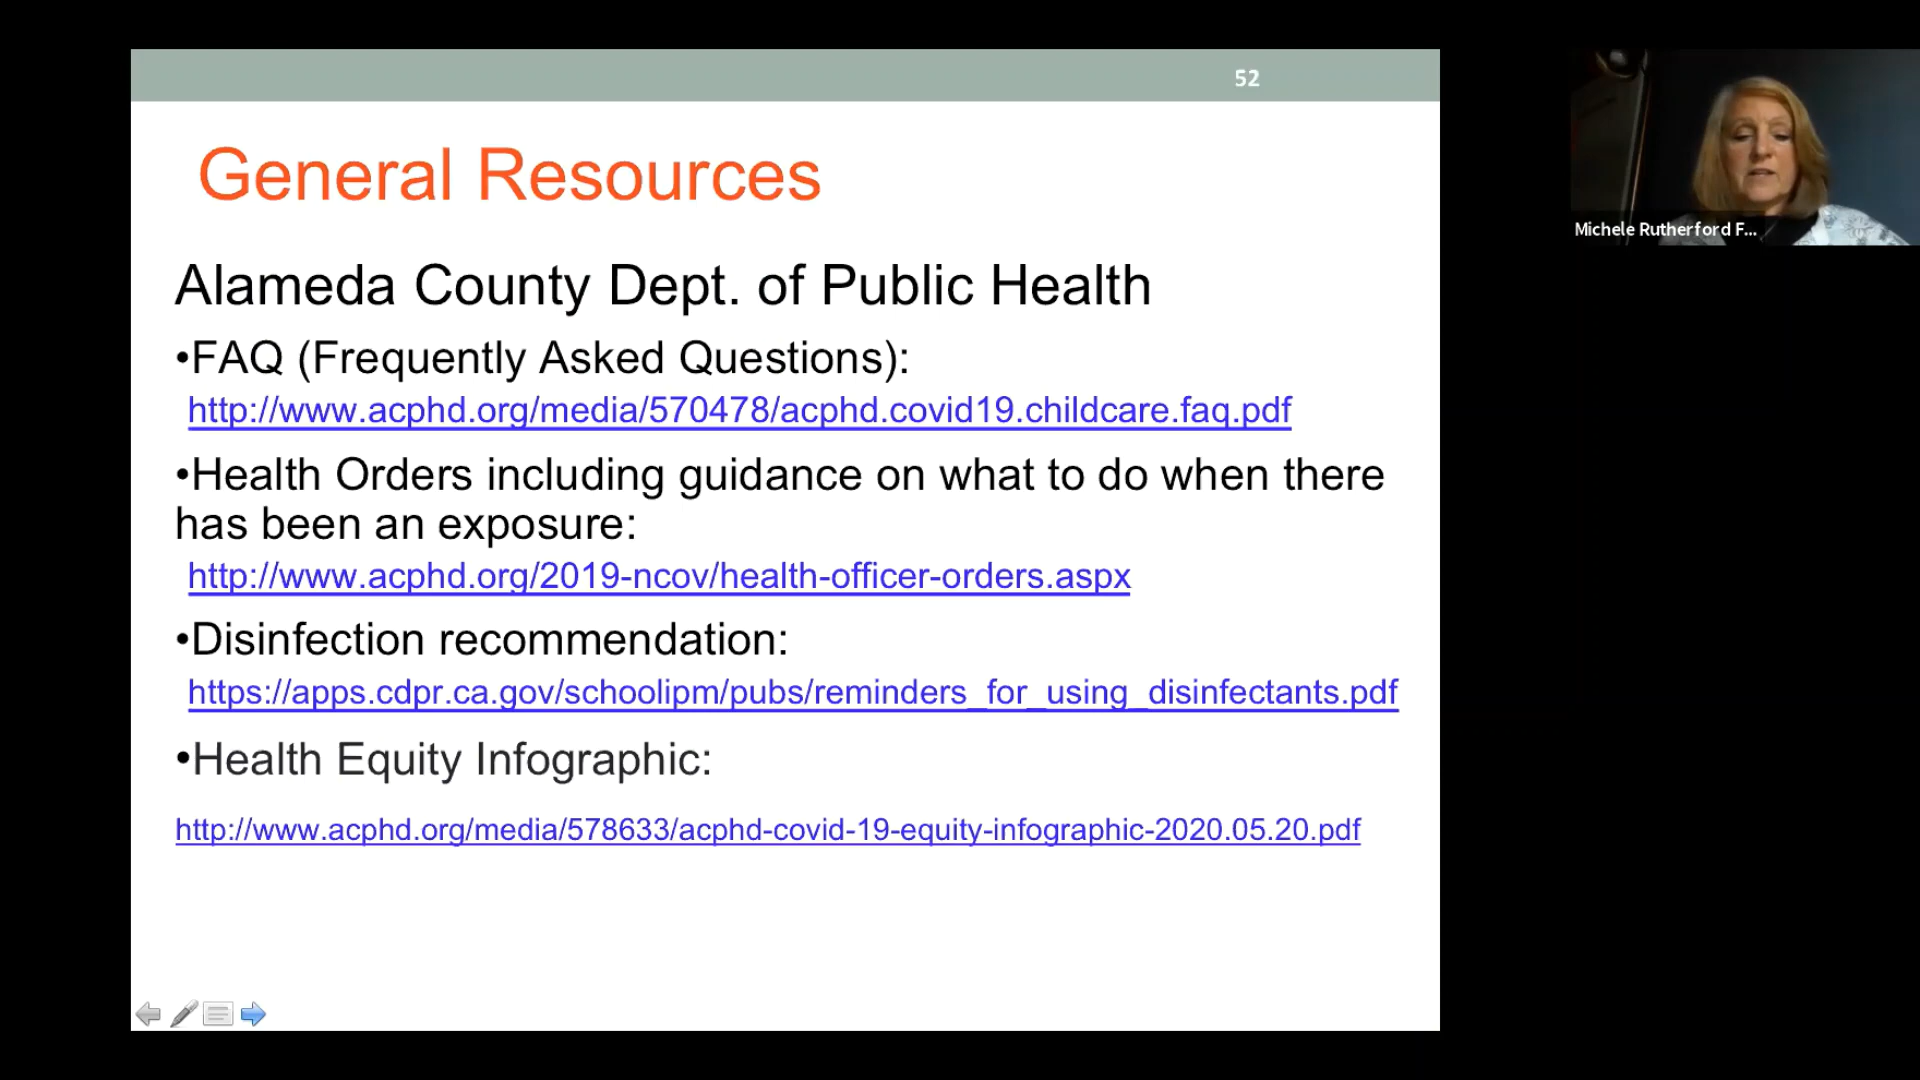 52
General Resources
Alameda County Dept. of Public Health
•FAQ (Frequently Asked Questions):
http://www.acphd.org/media/570478/acphd.covid19.childcare.faq.pdf
•Health Orders including guidance on what to do when there
has been an exposure:
http://www.acphd.org/2019-ncov/health-officer-orders.aspx
•Disinfection recommendation:
https://apps.cdpr.ca.gov/schoolipm/pubs/reminders_for_using_disinfectants.pdf
•Health Equity Infographic:
http://www.acphd.org/media/578633/acphd-covid-19-equity-infographic-2020.05.20.pdf
Michele Rutherford F...